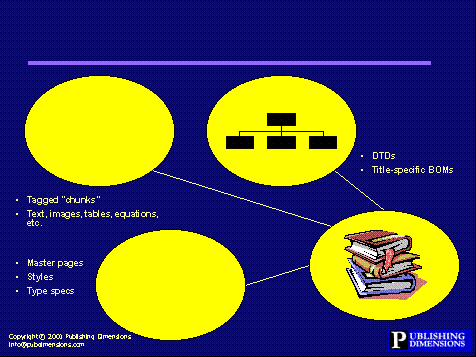 • DTDs
• Title-specific BOMs
• Tagged "chunks"
• Text, images, tables, equations,
etc.
• Master pages
• Styles
• Type specs
Copyright© 2001 Publishing Dimensions
info@pubdimensions.com
PUBLISHING
DIMENSIONS